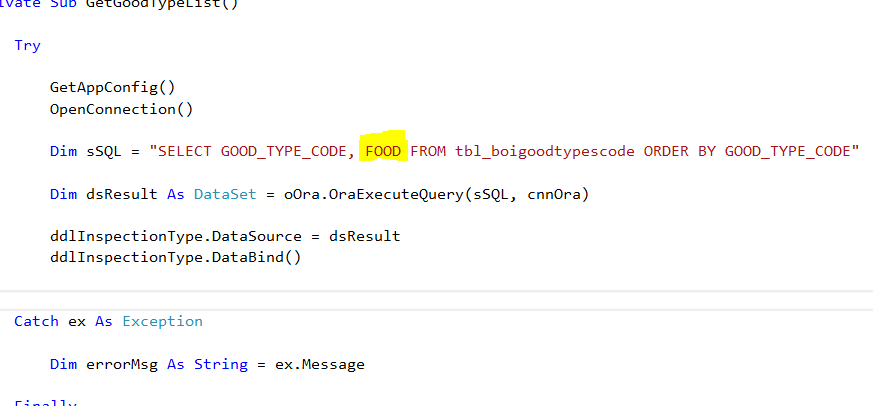 ivate Sub GetGoodTypeList()
Try
GetAppConfig()
OpenConnection()
Dim sSQL = "SELECT GOOD_TYPE_CODE, FOOD FROM tbl_boigoodtypescode ORDER BY GOOD_TYPE_CODE"
Dim dsResult As DataSet = oOra.OraExecuteQuery(sSQL, cnnOra)
ddlInspectionType.DataSource = dsResult
ddlInspectionType.DataBind()
Catch ex As Exception
Dim errorMsg As String = ex.Message
Finally